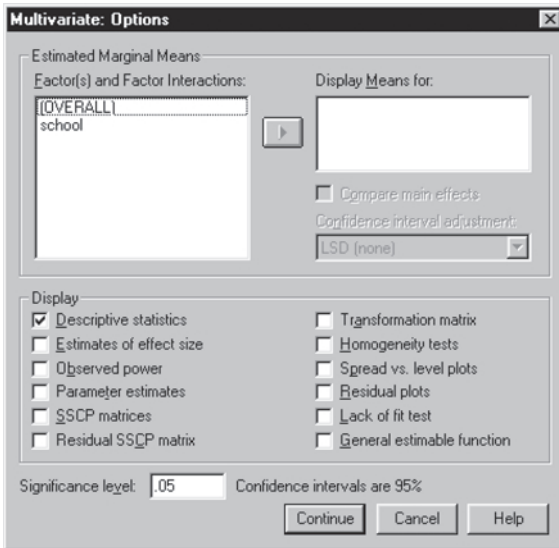 Multivariate: Options
Estimated Marginal Means
Factor(s) and Factor Interactions:
(OVERALL)
school
Display Means for:
Compare main effects
Confidence interval adjustment:
LSD (none)
Display
Descriptive statistics
Estimates of effect size
Observed power
Parameter estimates
SSCP matrices
Residual SSCP matrix
Transformation matrix
Homogeneity tests
Spread vs. level plots
Residual plots
Lack of fit test
General estimable function
Significance level: .05 Confidence intervals are 95%
Continue Cancel Help